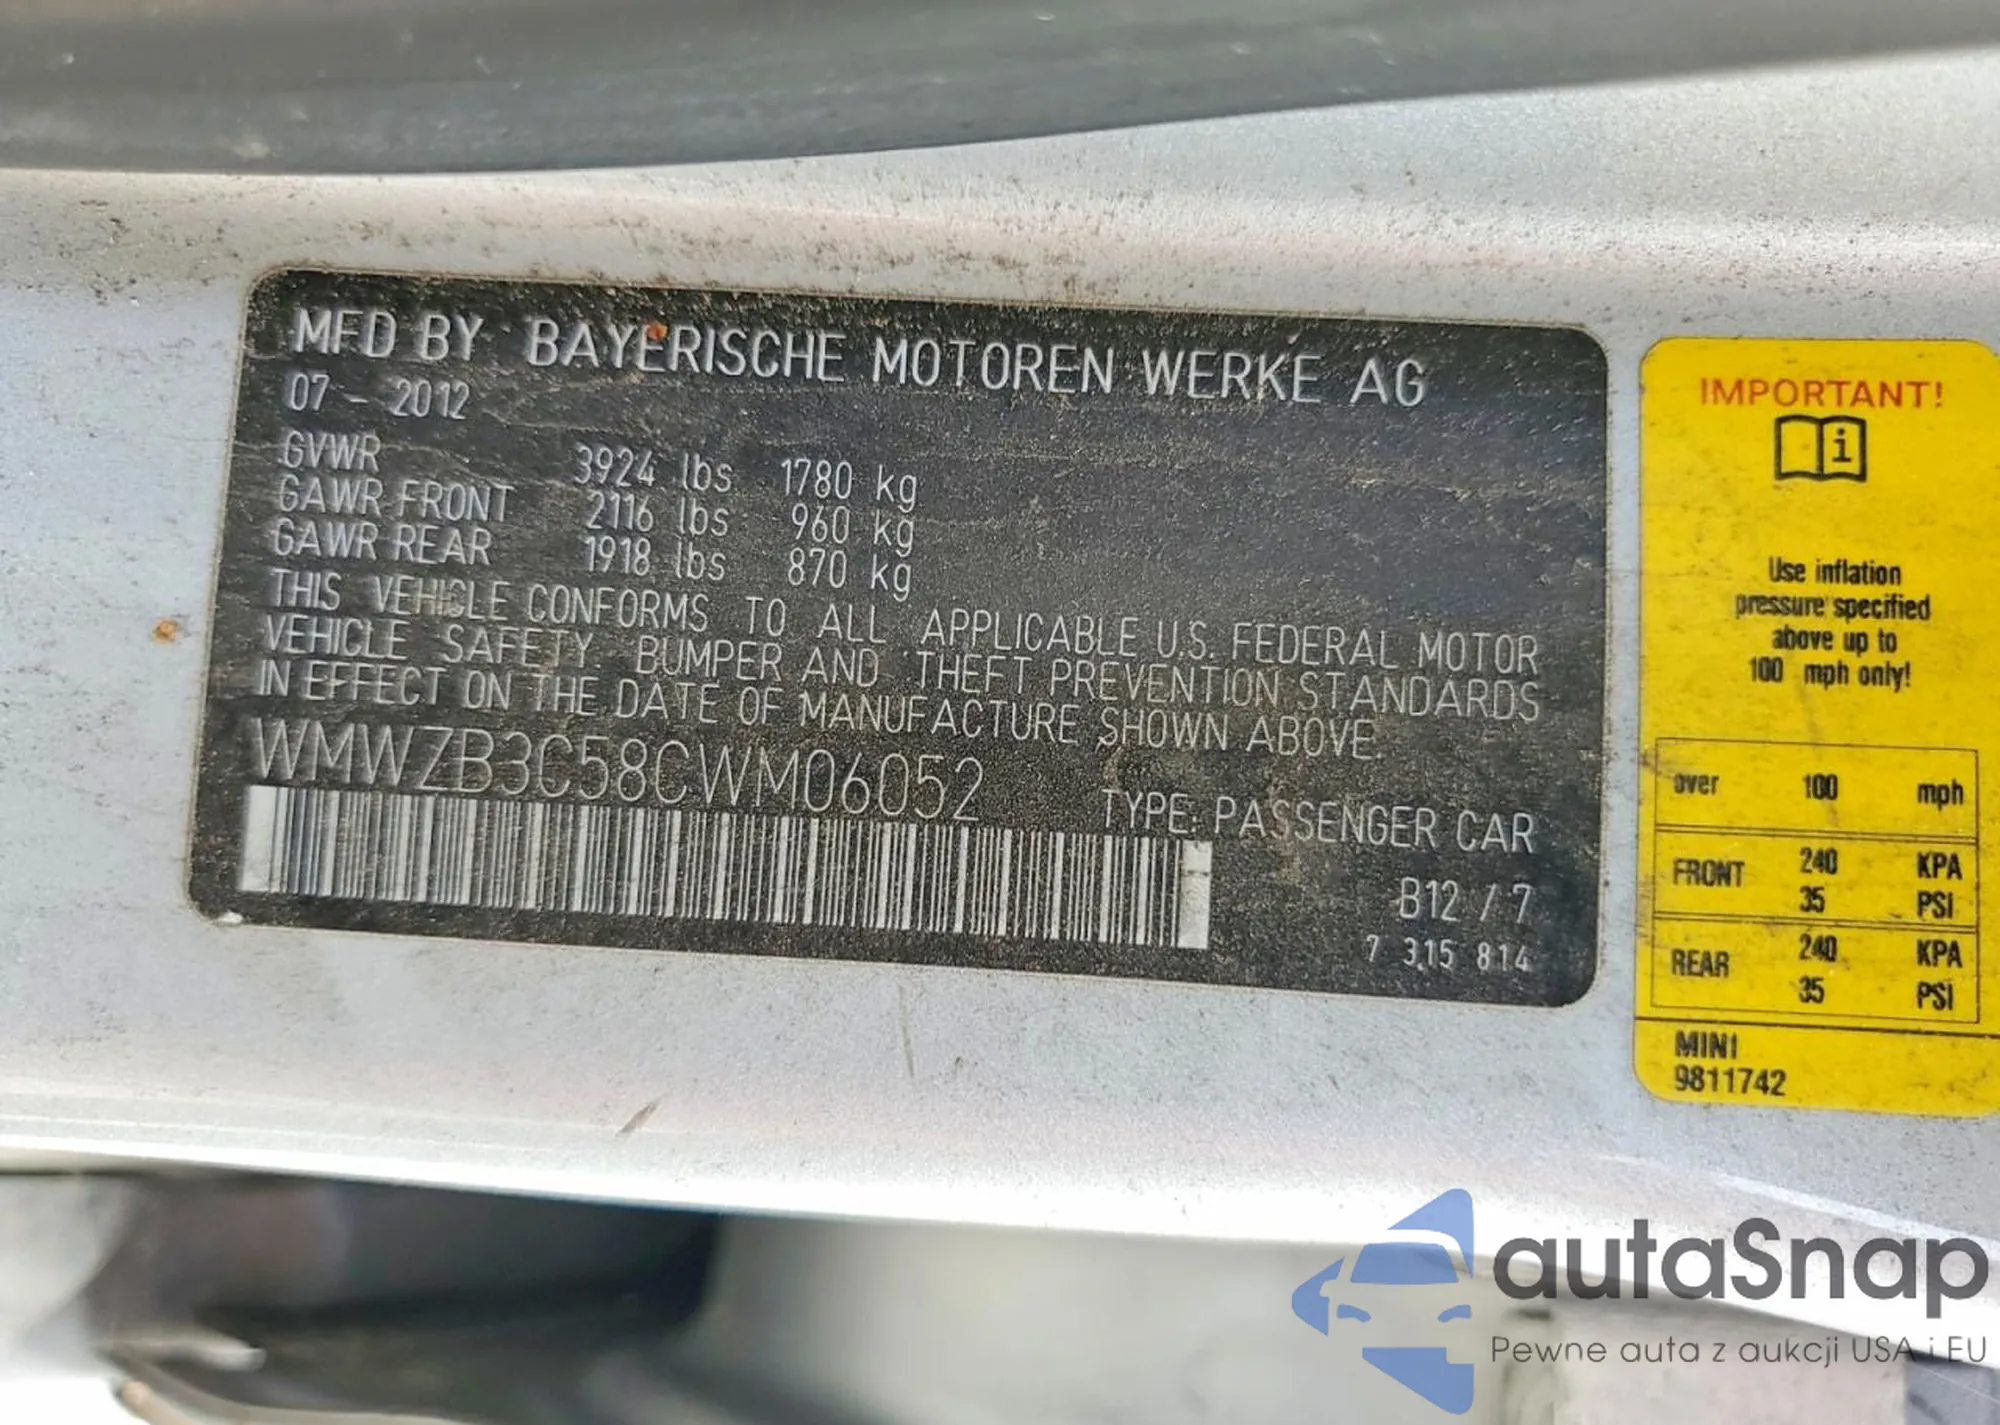 MFD BY BAYERISCHE MOTOREN WERKE AG
07 - 2012
GVWR 3924 lbs 1780 kg
GAWR FRONT 2116 lbs 960 kg
GAWR REAR 1918 lbs 870 kg
THIS VEHICLE CONFORMS TO ALL APPLICABLE U.S. FEDERAL MOTOR
VEHICLE SAFETY, BUMPER AND THEFT PREVENTION STANDARDS
IN EFFECT ON THE DATE OF MANUFACTURE SHOWN ABOVE.
WMWZB3C58CWM06052
TYPE: PASSENGER CAR
B12 / 7
7 315 814
IMPORTANT!
i
Use inflation
pressure specified
above up to
100 mph only!
over 100 mph
FRONT 240 KPA
35 PSI
REAR 240 KPA
35 PSI
MINI
9811742
autaSnap
Pewne auta z aukcji USA i EU